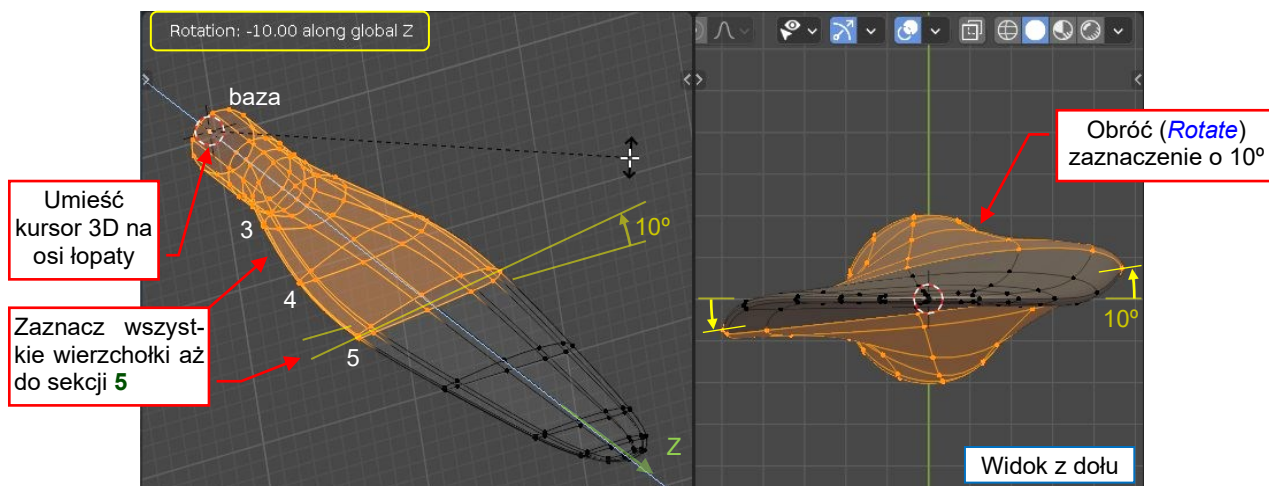 Rotation: -10.00 along global Z
baza
Obróć (Rotate)
zaznaczenie o 10º
Umieść
kursor 3D na
osi łopaty
3
10º
4
Zaznacz wszyst-
kie wierzchołki aż
do sekcji 5
5
10º
Z
Widok z dołu